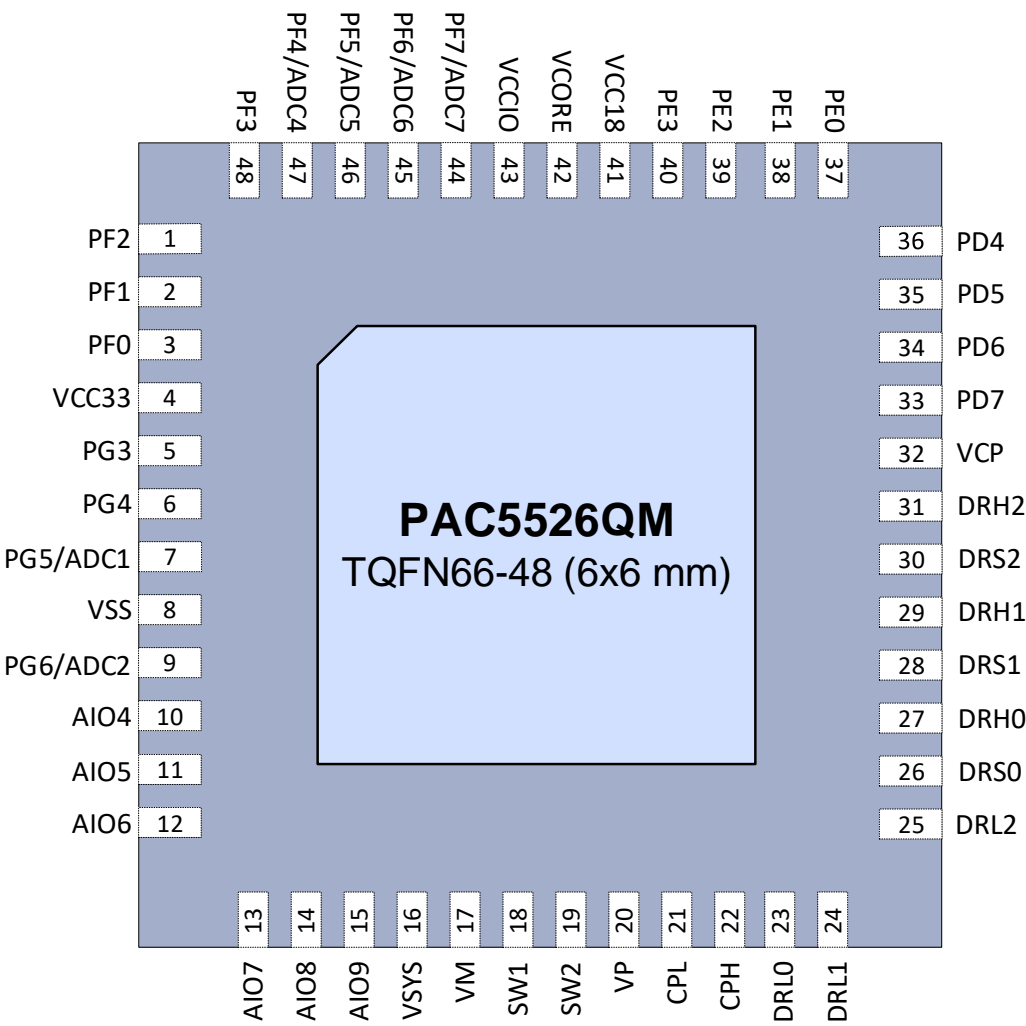 PF3
PF4/ADC4
PF5/ADC5
PF6/ADC6
PF7/ADC7
VCCIO
VCORE
VCC18
PE3
PE2
PE1
PE0
48
47
46
45
44
43
42
41
40
39
38
37
PF2 1
PF1 2
PF0 3
VCC33 4
PG3 5
PG4 6
PG5/ADC1 7
VSS 8
PG6/ADC2 9
AIO4 10
AIO5 11
AIO6 12
PAC5526QM
TQFN66-48 (6x6 mm)
36 PD4
35 PD5
34 PD6
33 PD7
32 VCP
31 DRH2
30 DRS2
29 DRH1
28 DRS1
27 DRH0
26 DRS0
25 DRL2
13
14
15
16
17
18
19
20
21
22
23
24
AIO7
AIO8
AIO9
VSYS
VM
SW1
SW2
VP
CPL
CPH
DRL0
DRL1